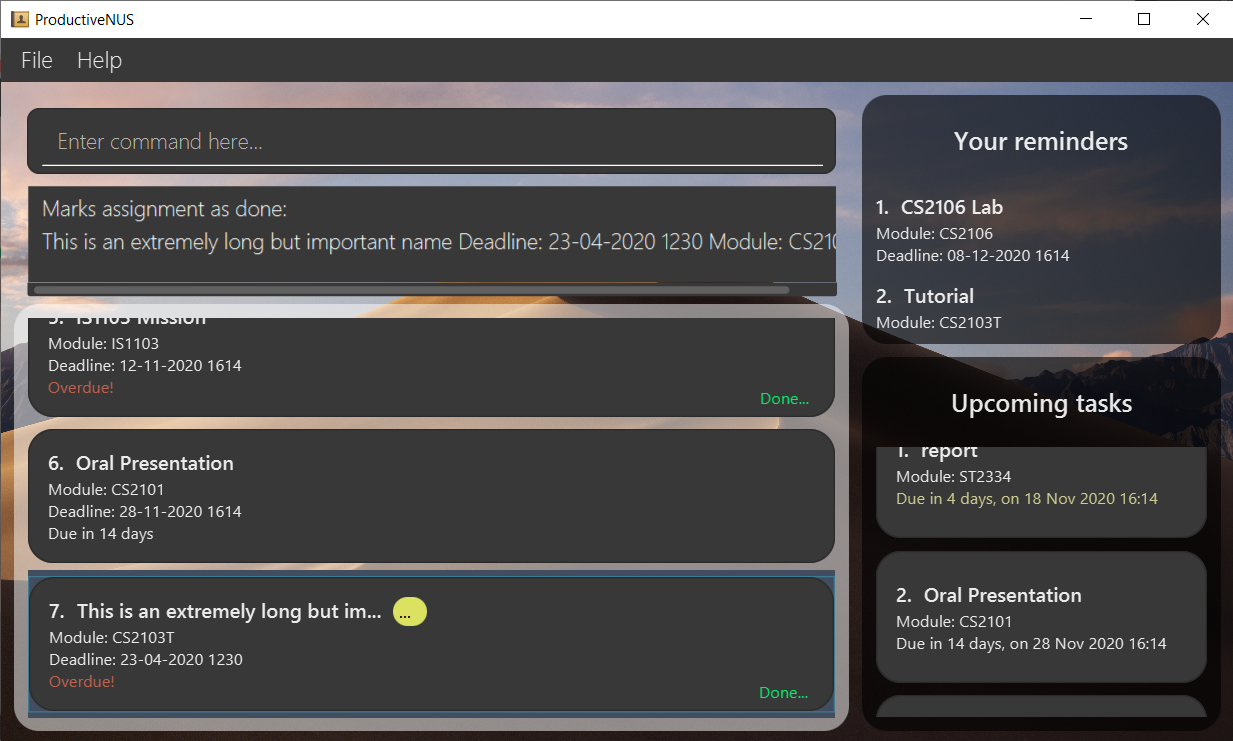 ProductiveNUS
File Help
Enter command here...
Marks assignment as done:
This is an extremely long but important name Deadline: 23-04-2020 1230 Module: CS210
5. IS1103 Mission
Module: IS1103
Deadline: 12-11-2020 1614
Overdue!
Done...
6. Oral Presentation
Module: CS2101
Deadline: 28-11-2020 1614
Due in 14 days
7. This is an extremely long but im... ...
Module: CS2103T
Deadline: 23-04-2020 1230
Overdue!
Done...
Your reminders
1. CS2106 Lab
Module: CS2106
Deadline: 08-12-2020 1614
2. Tutorial
Module: CS2103T
Upcoming tasks
1. report
Module: ST2334
Due in 4 days, on 18 Nov 2020 16:14
2. Oral Presentation
Module: CS2101
Due in 14 days, on 28 Nov 2020 16:14